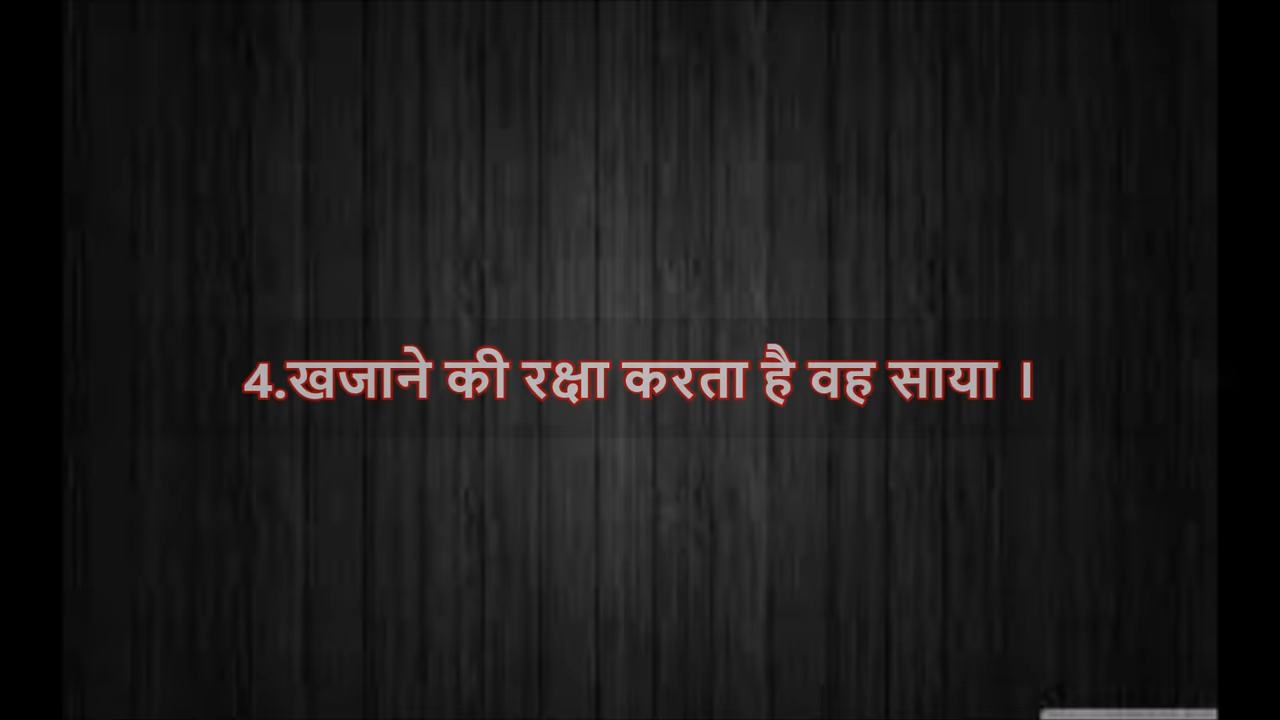 4.खजाने की रक्षा करता है वह साया ।